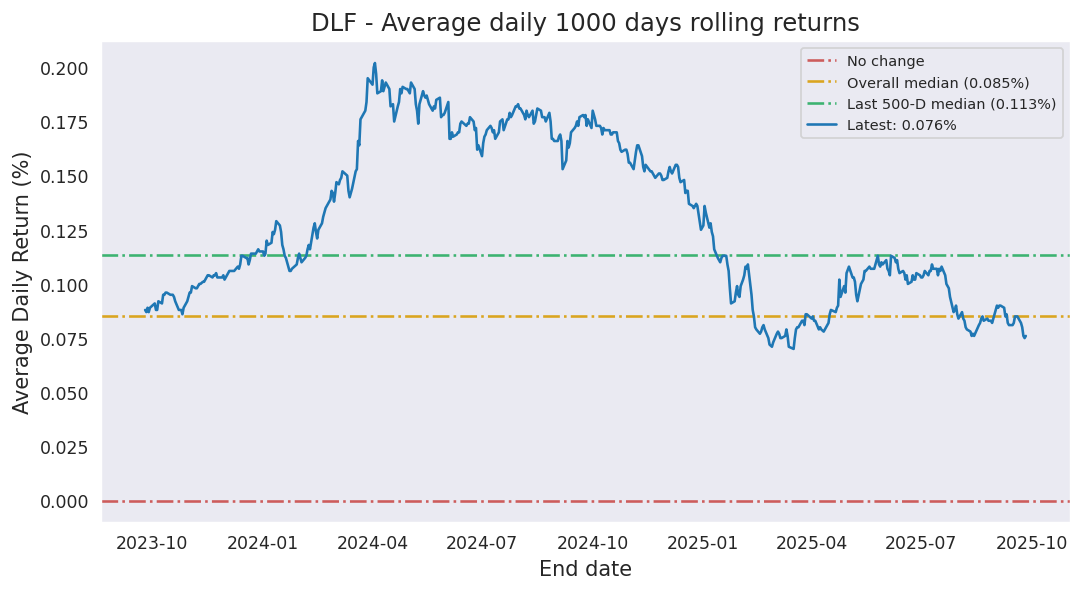 DLF - Average daily 1000 days rolling returns
No change
Overall median (0.085%)
Last 500-D median (0.113%)
Latest: 0.076%
Average Daily Return (%)
0.200
0.175
0.150
0.125
0.100
0.075
0.050
0.025
0.000
2023-10 2024-01 2024-04 2024-07 2024-10 2025-01 2025-04 2025-07 2025-10
End date